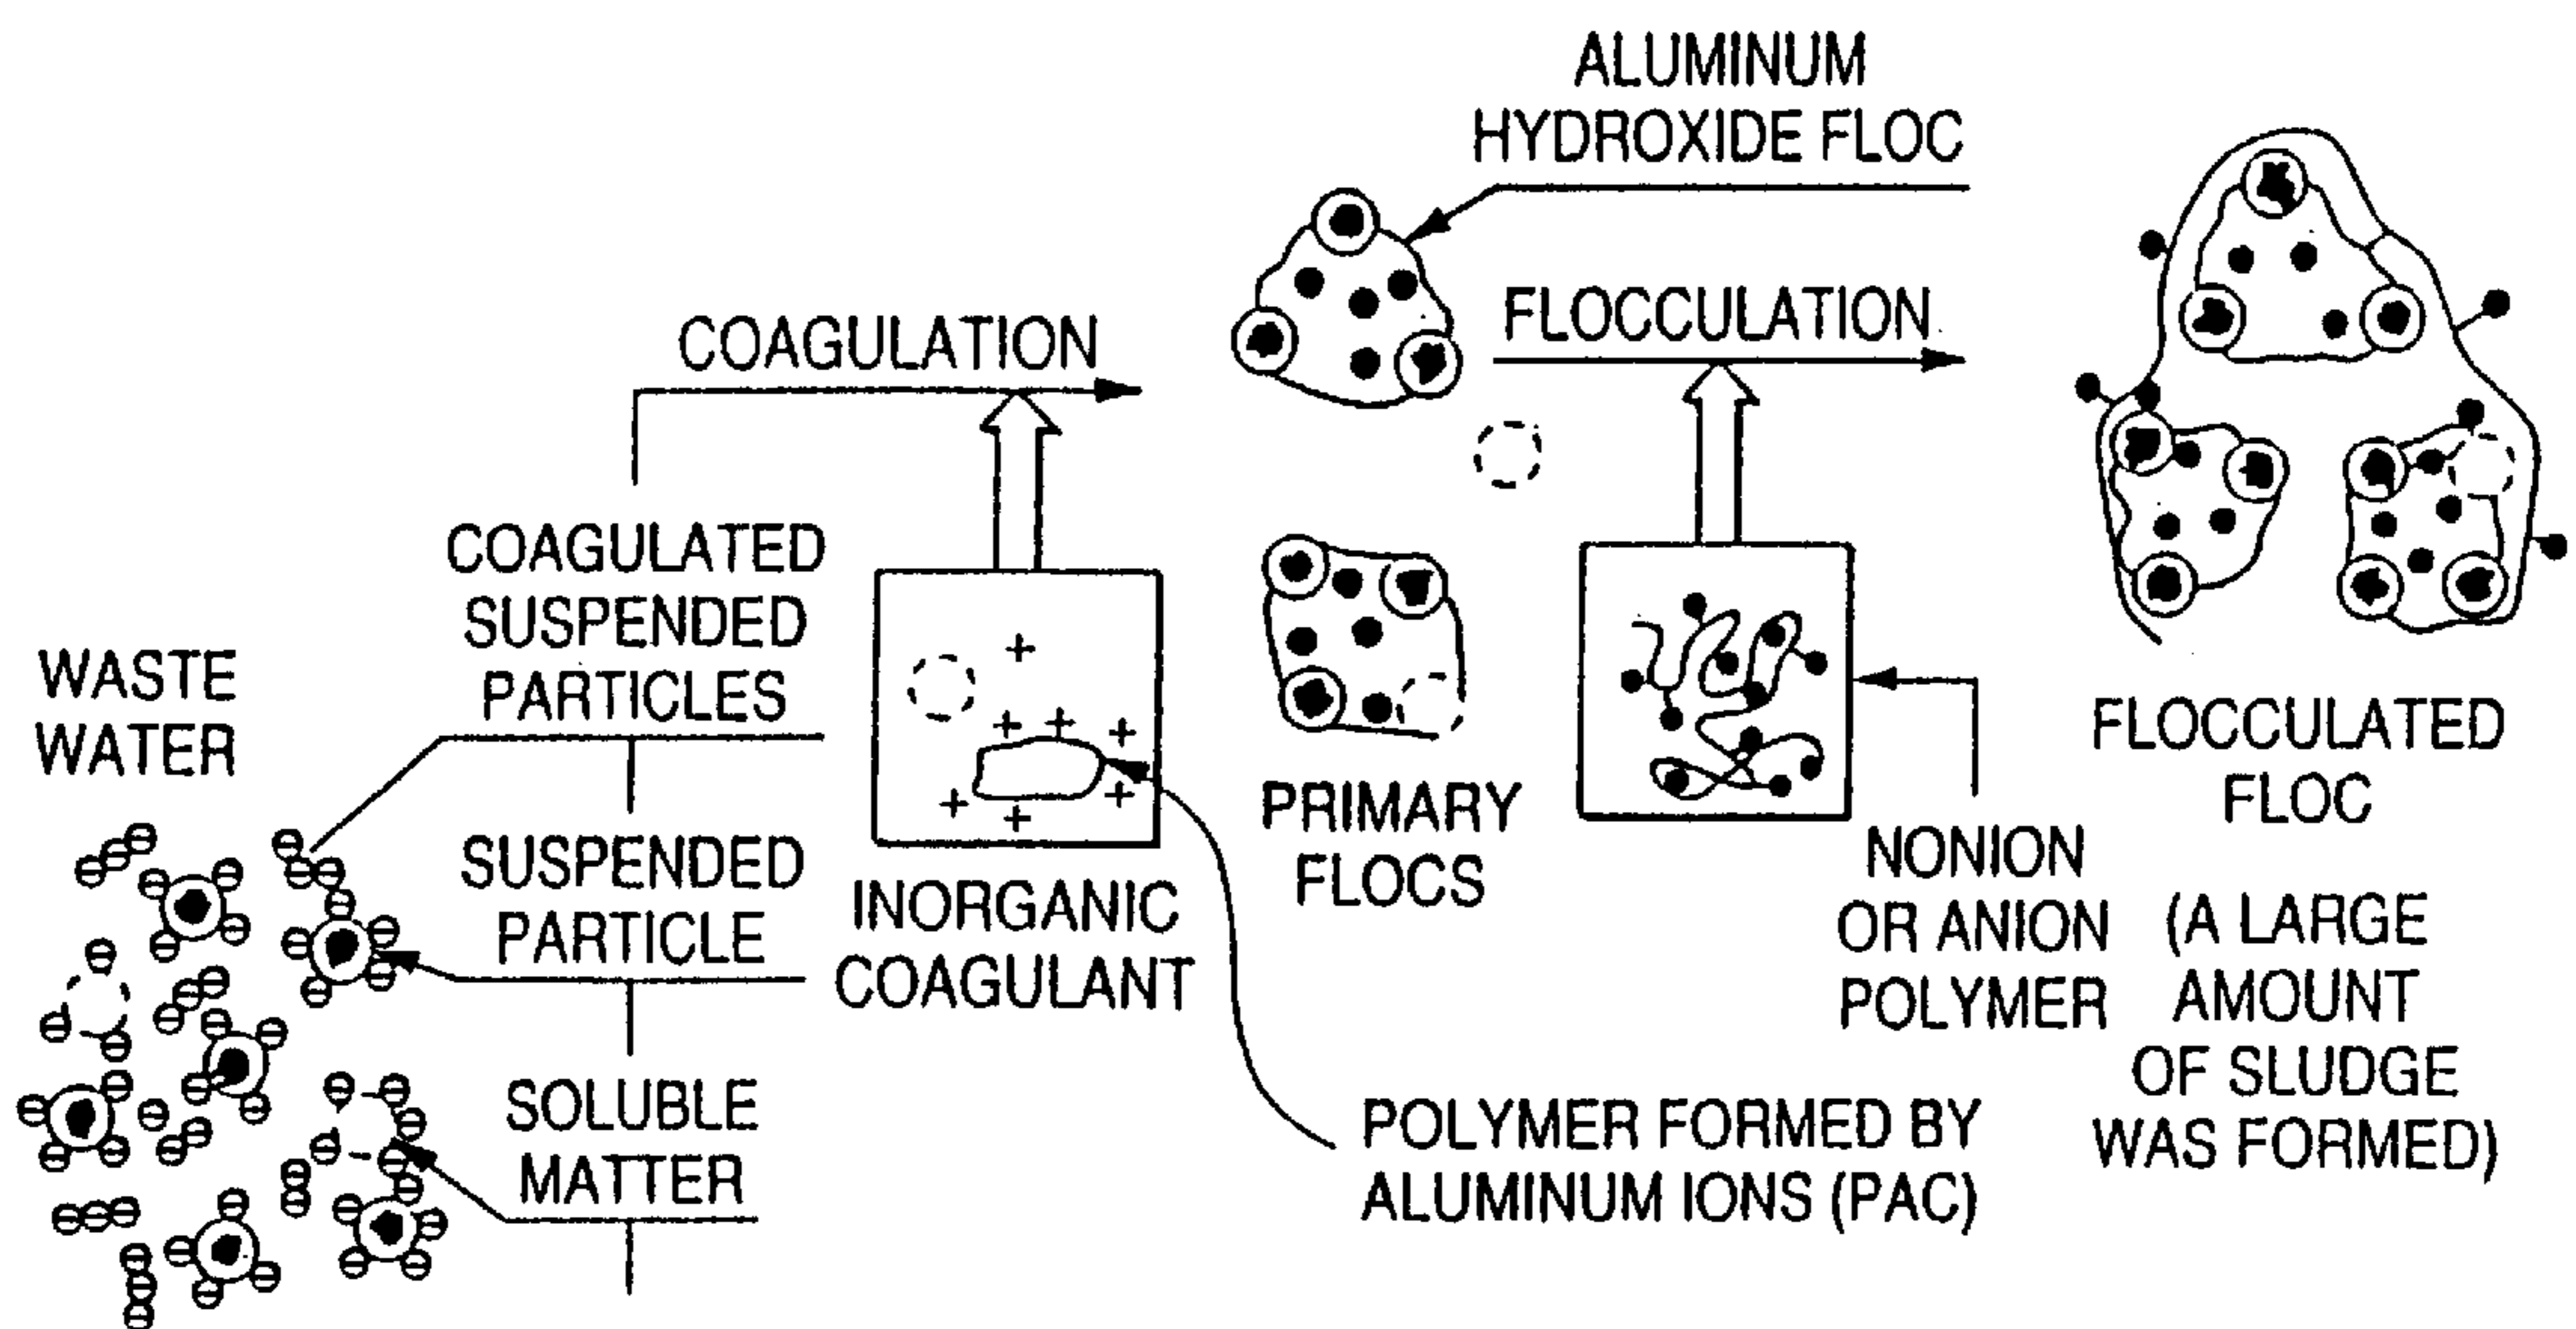 ALUMINUM
HYDROXIDE FLOC
COAGULATION
FLOCCULATION
COAGULATED
SUSPENDED
PARTICLES
WASTE
WATER
SUSPENDED
PARTICLE
SOLUBLE
MATTER
INORGANIC
COAGULANT
PRIMARY
FLOCS
POLYMER FORMED BY
ALUMINUM IONS (PAC)
NONION
OR ANION
POLYMER
FLOCCULATED
FLOC
(A LARGE
AMOUNT
OF SLUDGE
WAS FORMED)